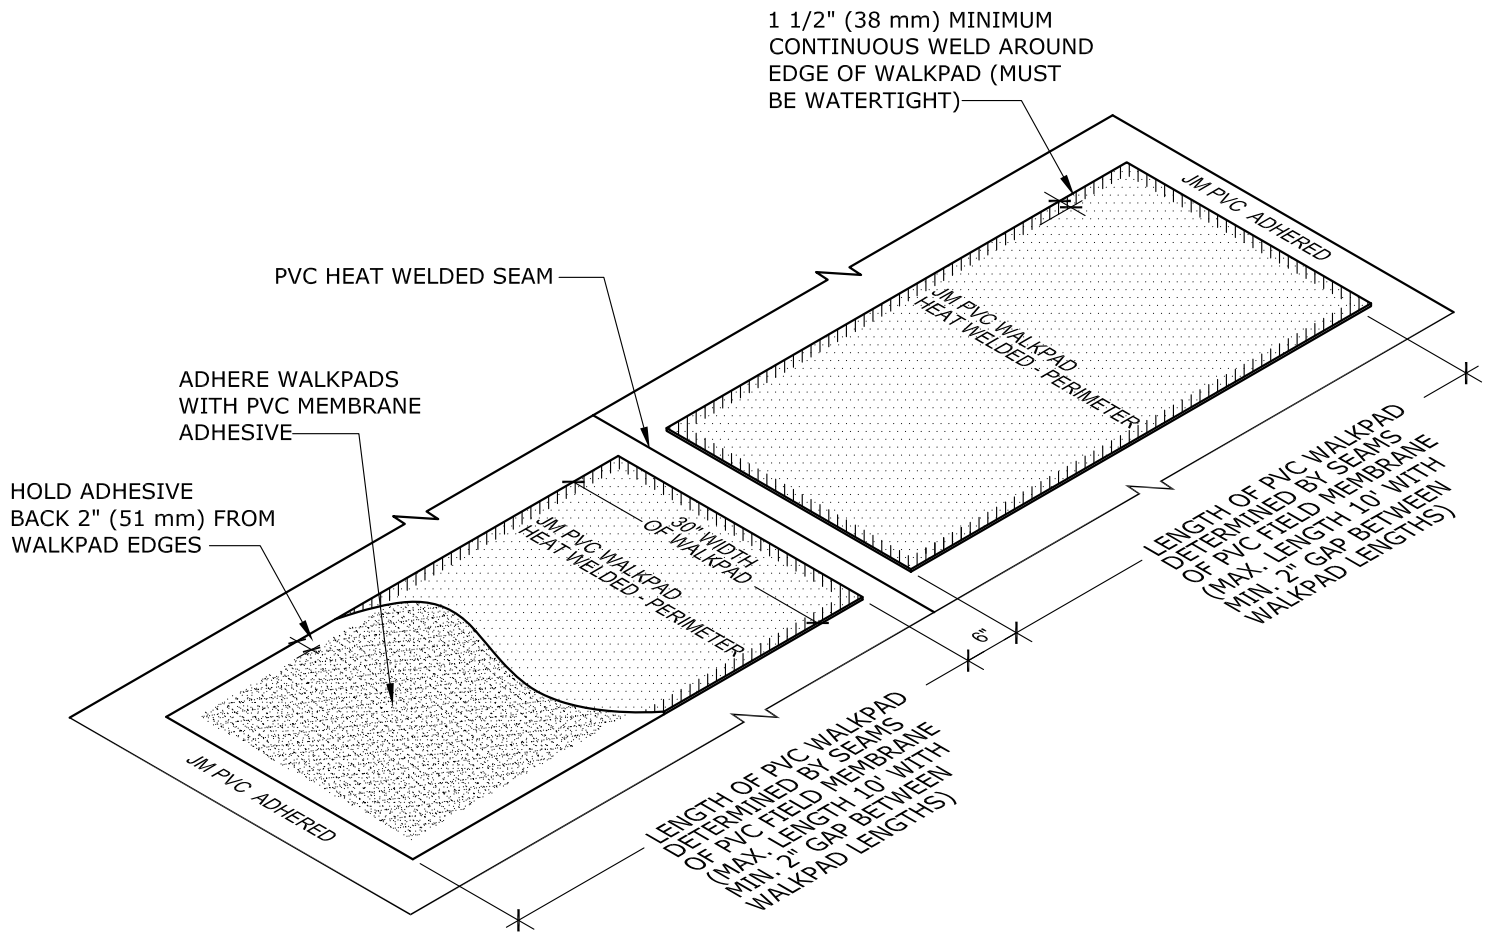 1 1/2" (38 mm) MINIMUM
CONTINUOUS WELD AROUND
EDGE OF WALKPAD (MUST
BE WATERTIGHT)
JM PVC ADHERED
PVC HEAT WELDED SEAM
JM PVC WALKPAD
HEAT WELDED - PERIMETER
ADHERE WALKPADS
WITH PVC MEMBRANE
ADHESIVE
HOLD ADHESIVE
BACK 2" (51 mm) FROM
WALKPAD EDGES
30" WIDTH
OF WALKPAD
JM PVC WALKPAD
HEAT WELDED - PERIMETER
LENGTH OF PVC WALKPAD
DETERMINED BY SEAMS
OF PVC FIELD MEMBRANE
(MAX. LENGTH 10' WITH
MIN. 2" GAP BETWEEN
WALKPAD LENGTHS)
6"
JM PVC ADHERED
LENGTH OF PVC WALKPAD
DETERMINED BY SEAMS
OF PVC FIELD MEMBRANE
(MAX. LENGTH 10' WITH
MIN. 2" GAP BETWEEN
WALKPAD LENGTHS)